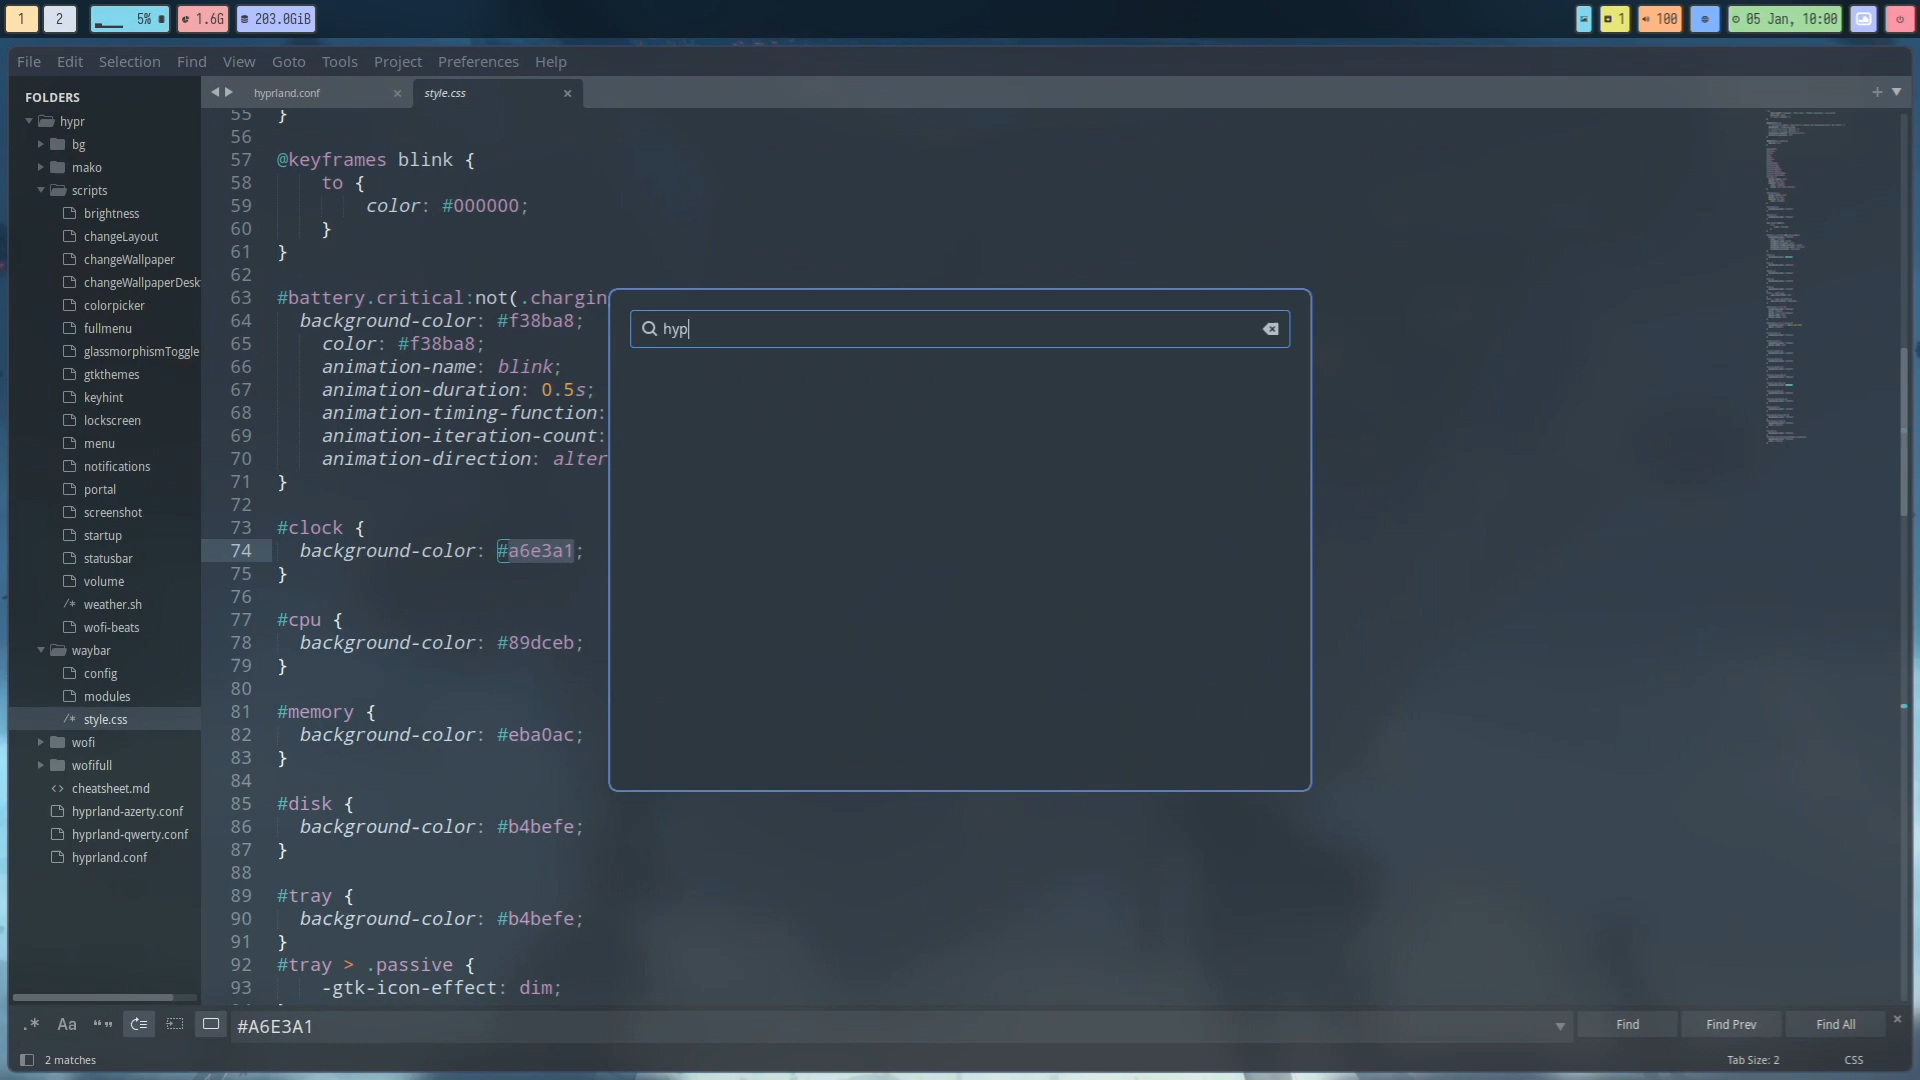 1
2
5%
1.6G
203.0GiB
1
100
05 Jan, 10:00
File Edit Selection Find View Goto Tools Project Preferences Help
FOLDERS
hypr
bg
mako
scripts
brightness
changeLayout
changeWallpaper
changeWallpaperDesk
colorpicker
fullmenu
glassmorphismToggle
gtkthemes
keyhint
lockscreen
menu
notifications
portal
screenshot
startup
statusbar
volume
/* weather.sh
wofi-beats
waybar
config
modules
/* style.css
wofi
wofifull
<> cheatsheet.md
hyprland-azerty.conf
hyprland-qwerty.conf
hyprland.conf
hyprland.conf
style.css
55 }
56
57 @keyframes blink {
58 to {
59 color: #000000;
60 }
61 }
62
63 #battery.critical:not(.chargin
64 background-color: #f38ba8;
65 color: #f38ba8;
66 animation-name: blink;
67 animation-duration: 0.5s;
68 animation-timing-function:
69 animation-iteration-count:
70 animation-direction: alter
71 }
72
73 #clock {
74 background-color: #a6e3a1;
75 }
76
77 #cpu {
78 background-color: #89dceb;
79 }
80
81 #memory {
82 background-color: #eba0ac;
83 }
84
85 #disk {
86 background-color: #b4befe;
87 }
88
89 #tray {
90 background-color: #b4befe;
91 }
92 #tray > .passive {
93 -gtk-icon-effect: dim;
hyp
.* Aa “”
#A6E3A1
Find
Find Prev
Find All
2 matches
Tab Size: 2
CSS